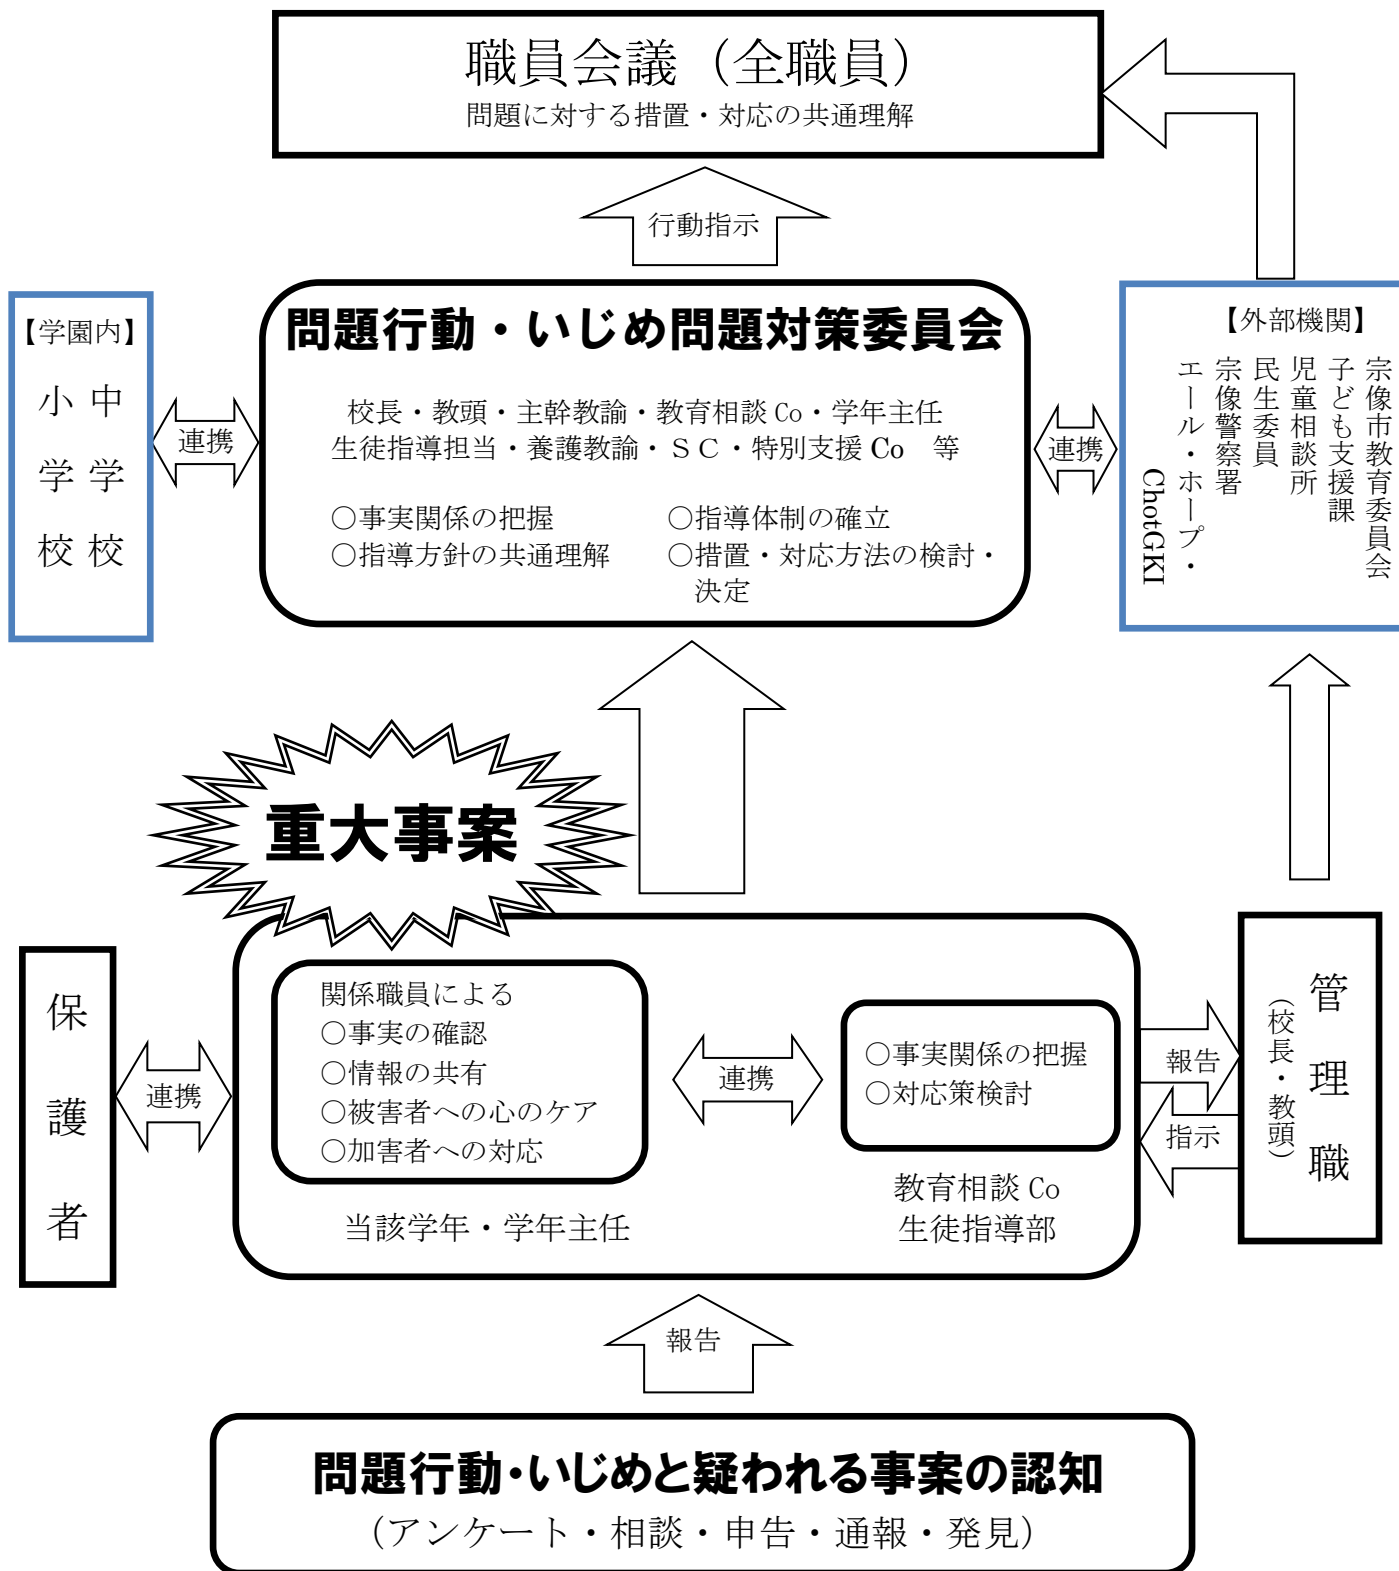 職員会議（全職員）
問題に対する措置・対応の共通理解
行動指示
【学園内】
中学校
小学校
連携
問題行動・いじめ問題対策委員会
校長・教頭・主幹教諭・教育相談 Co・学年主任
生徒指導担当・養護教諭・ＳＣ・特別支援 Co　等
○事実関係の把握
○指導方針の共通理解
○指導体制の確立
○措置・対応方法の検討・
決定
連携
【外部機関】
宗像市教育委員会
子ども支援課
児童相談所
民生委員
宗像警察署
エール・ホープ・
ChotGKI
重大事案
保護者
連携
関係職員による
○事実の確認
○情報の共有
○被害者への心のケア
○加害者への対応
当該学年・学年主任
連携
○事実関係の把握
○対応策検討
教育相談 Co
生徒指導部
報告
指示
管理職
（校長・教頭）
報告
問題行動・いじめと疑われる事案の認知
（アンケート・相談・申告・通報・発見）